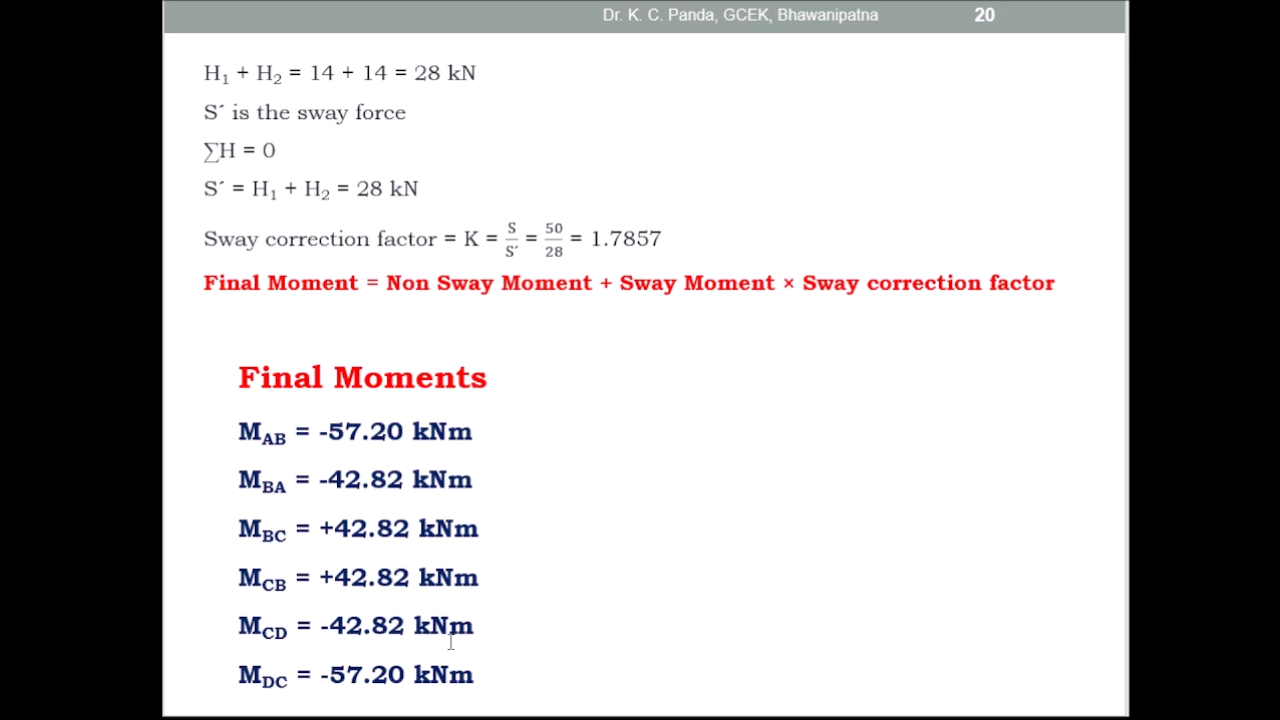 Dr. K. C. Panda, GCEK, Bhawanipatna 20
H₁ + H₂ = 14 + 14 = 28 kN
S´ is the sway force
∑H = 0
S´ = H₁ + H₂ = 28 kN
Sway correction factor = K = S/S´ = 50/28 = 1.7857
Final Moment = Non Sway Moment + Sway Moment × Sway correction factor
Final Moments
M_AB = -57.20 kNm
M_BA = -42.82 kNm
M_BC = +42.82 kNm
M_CB = +42.82 kNm
M_CD = -42.82 kNm
M_DC = -57.20 kNm